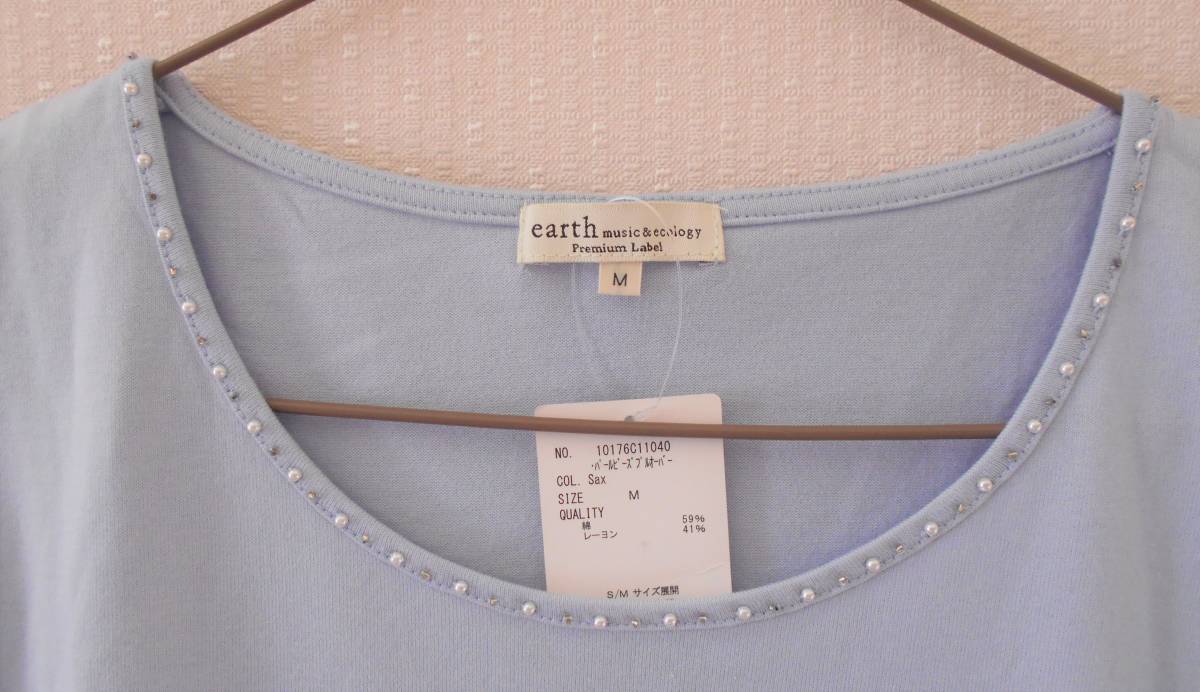 earth music&ecology
Premium Label
M
NO. 10176C11040
･ﾊﾟｰﾙﾋﾞｰｽﾞﾌﾟﾙｵｰﾊﾞｰ
COL. Sax
SIZE M
QUALITY
綿 59%
レーヨン 41%
S/M サイズ展開